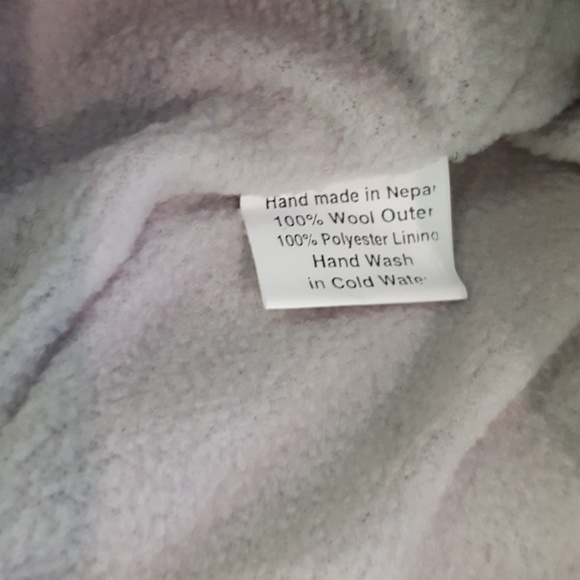 Hand made in Nepal
100% Wool Outer
100% Polyester Lining
Hand Wash
in Cold Water